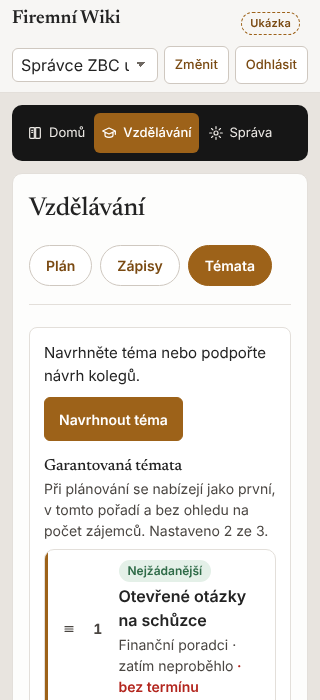 Firemní Wiki
Ukázka
Správce ZBC u
Změnit
Odhlásit
Domů
Vzdělávání
Správa
Vzdělávání
Plán
Zápisy
Témata
Navrhněte téma nebo podpořte
návrh kolegů.
Navrhnout téma
Garantovaná témata
Při plánování se nabízejí jako první,
v tomto pořadí a bez ohledu na
počet zájemců. Nastaveno 2 ze 3.
Nejžádanější
1
Otevřené otázky
na schůzce
Finanční poradci ·
zatím neproběhlo ·
bez termínu